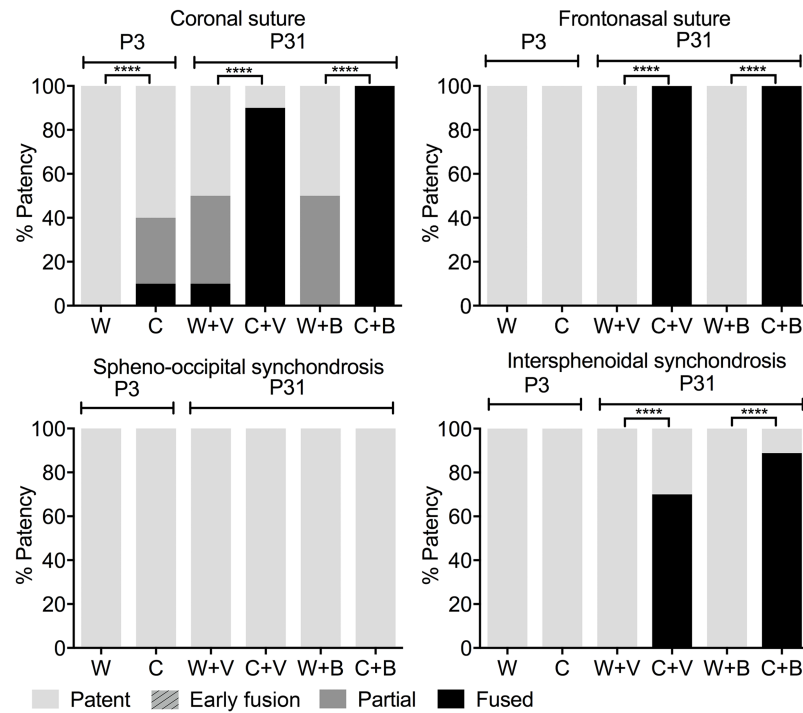 Coronal suture
P3 P31
**** **** ****
100
80
60
40
20
0
% Patency
W C W+V C+V W+B C+B
Frontonasal suture
P3 P31
**** ****
100
80
60
40
20
0
% Patency
W C W+V C+V W+B C+B
Spheno-occipital synchondrosis
P3 P31
100
80
60
40
20
0
% Patency
W C W+V C+V W+B C+B
Intersphenoidal synchondrosis
P3 P31
**** ****
100
80
60
40
20
0
% Patency
W C W+V C+V W+B C+B
Patent Early fusion Partial Fused